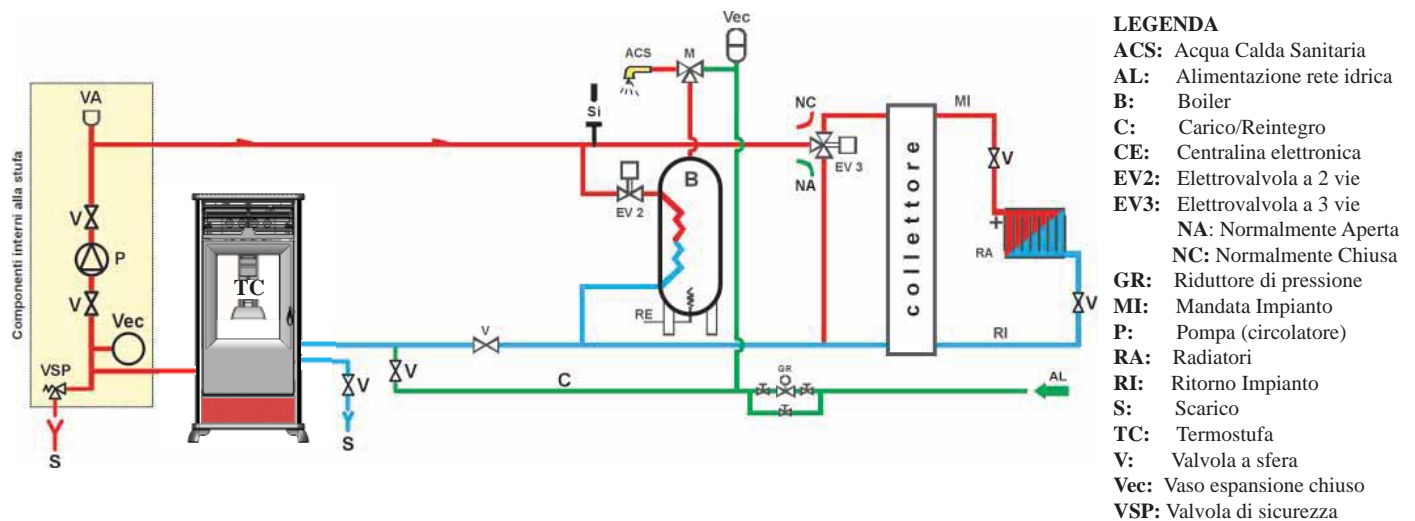 Componenti interni alla stufa
VA
V
P
V
Vec
VSP
S
TC
V
S
V
V
C
Si
ACS
M
Vec
EV 2
B
RE
NC
EV 3
NA
collettore
MI
V
RA
+
V
RI
GR
AL
LEGENDA
ACS: Acqua Calda Sanitaria
AL: Alimentazione rete idrica
B: Boiler
C: Carico/Reintegro
CE: Centralina elettronica
EV2: Elettrovalvola a 2 vie
EV3: Elettrovalvola a 3 vie
NA: Normalmente Aperta
NC: Normalmente Chiusa
GR: Riduttore di pressione
MI: Mandata Impianto
P: Pompa (circolatore)
RA: Radiatori
RI: Ritorno Impianto
S: Scarico
TC: Termostufa
V: Valvola a sfera
Vec: Vaso espansione chiuso
VSP: Valvola di sicurezza